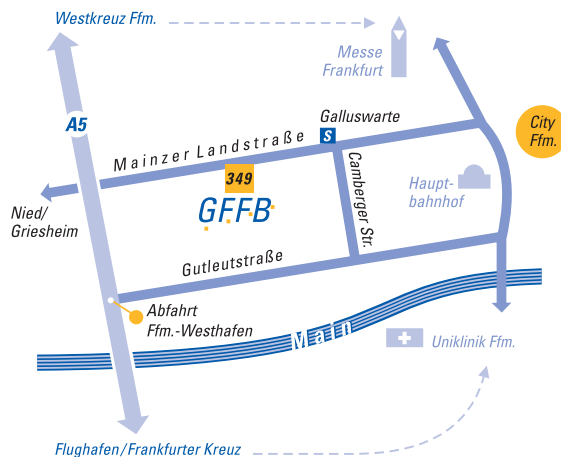 Westkreuz Ffm.
Messe
Frankfurt
A5
Galluswarte
S
City
Ffm.
Mainzer Landstraße
349
GFFB
Camberger Str.
Haupt-
bahnhof
Nied/
Griesheim
Gutleutstraße
Abfahrt
Ffm.-Westhafen
Main
Uniklinik Ffm.
Flughafen/Frankfurter Kreuz